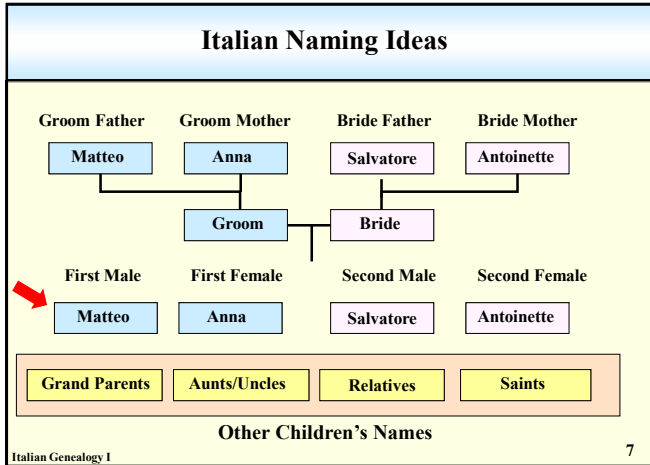 Italian Naming Ideas
Groom Father Groom Mother Bride Father Bride Mother
Matteo Anna Salvatore Antoinette
Groom Bride
First Male First Female Second Male Second Female
Matteo Anna Salvatore Antoinette
Grand Parents Aunts/Uncles Relatives Saints
Other Children's Names
Italian Genealogy I 7